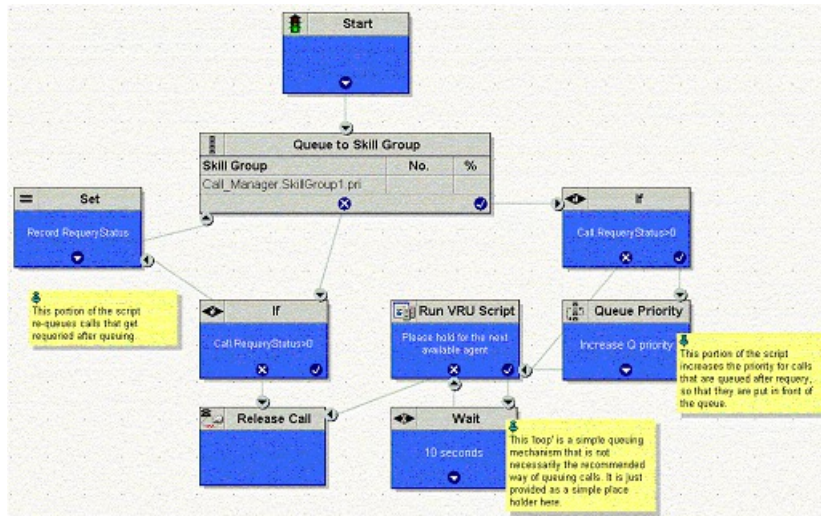 Start
Queue to Skill Group
Skill Group No. %
Call_Manager.SkillGroup1.pri
Set
Record RequeryStatus
If
Call.RequeryStatus>0
This portion of the script
re-queues calls that get
requeried after queuing.
If
Call.RequeryStatus>0
Run VRU Script
Please hold for the next
available agent
Queue Priority
Increase Q priority
This portion of the script
increases the priority for calls
that are queued after requery,
so that they are put in front of
the queue.
Release Call
Wait
10 seconds
This 'loop' is a simple queuing
mechanism that is not
necessarily the recommended
way of queuing calls. It is just
provided as a simple place
holder here.